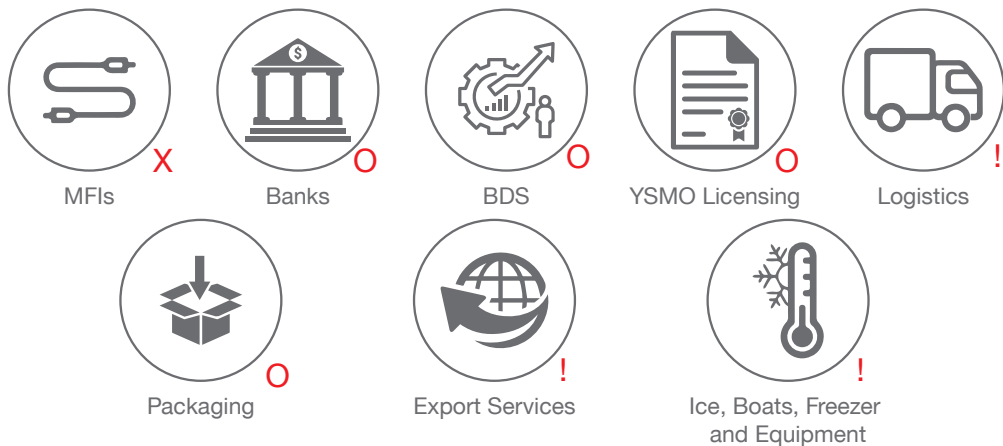 $
X
O
O
O
!
MFIs
Banks
BDS
YSMO Licensing
Logistics
O
!
!
Packaging
Export Services
Ice, Boats, Freezer
and Equipment